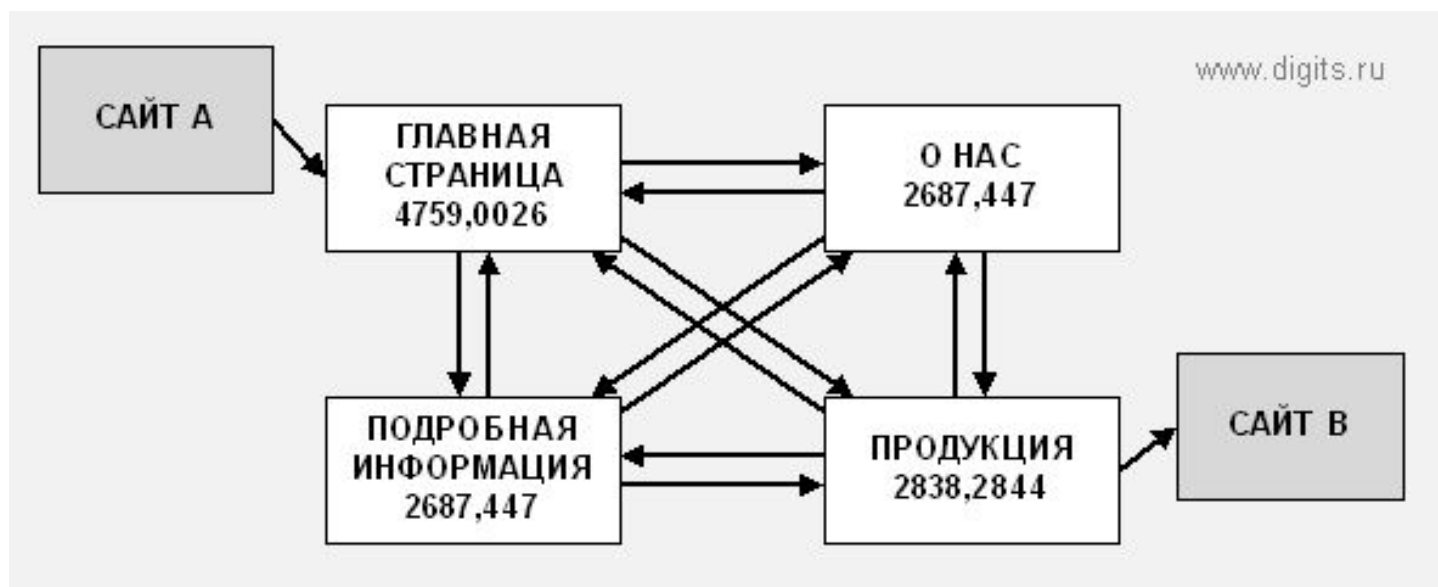 www.digits.ru
САЙТ А
ГЛАВНАЯ
СТРАНИЦА
4759,0026
О НАС
2687,447
ПОДРОБНАЯ
ИНФОРМАЦИЯ
2687,447
ПРОДУКЦИЯ
2838,2844
САЙТ В